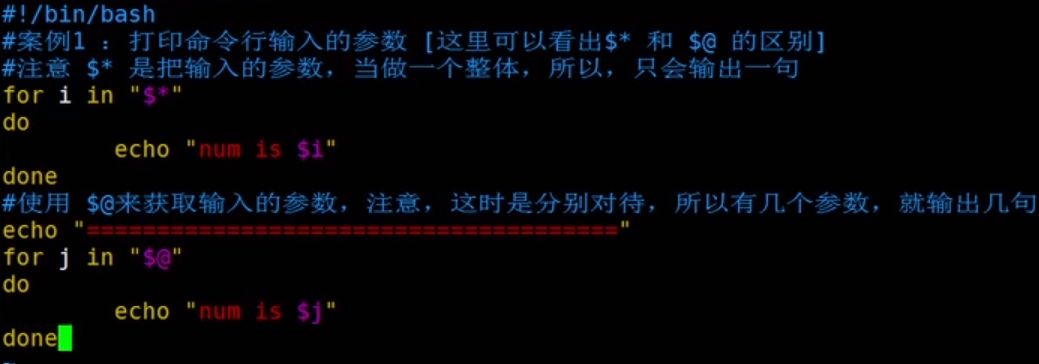 #!/bin/bash
#案例1 ：打印命令行输入的参数 [这里可以看出$* 和 $@ 的区别]
#注意 $* 是把输入的参数，当做一个整体，所以，只会输出一句
for i in "$*"
do
        echo "num is $i"
done
#使用 $@来获取输入的参数，注意，这时是分别对待，所以有几个参数，就输出几句
echo "======================================"
for j in "$@"
do
        echo "num is $j"
done